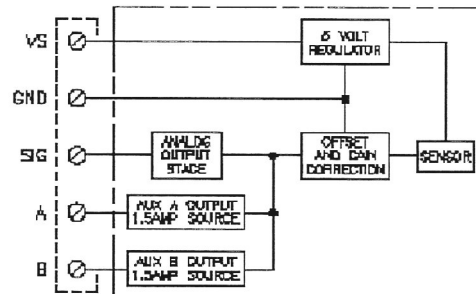 VS
5 VOLT
REGULATOR
GND
SIG
ANALOG
OUTPUT
STAGE
OFFSET
AND GAIN
CORRECTION
SENSOR
A
AUX A OUTPUT
1.5AMP SOURCE
B
AUX B OUTPUT
1.5AMP SOURCE